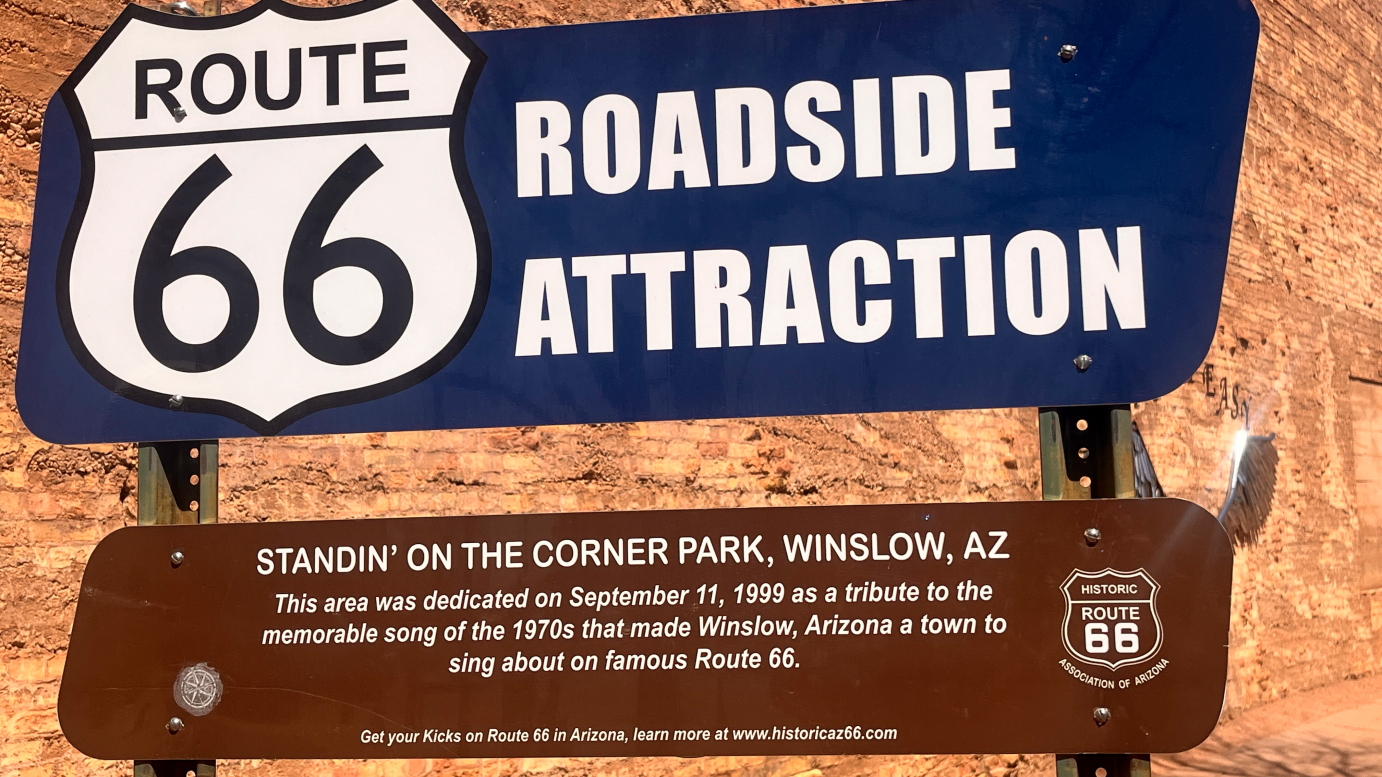 ROUTE
66
ROADSIDE
ATTRACTION
STANDIN' ON THE CORNER PARK, WINSLOW, AZ
This area was dedicated on September 11, 1999 as a tribute to the
memorable song of the 1970s that made Winslow, Arizona a town to
sing about on famous Route 66.
Get your Kicks on Route 66 in Arizona, learn more at www.historicaz66.com
HISTORIC
ROUTE
66
ASSOCIATION OF ARIZONA
EASY